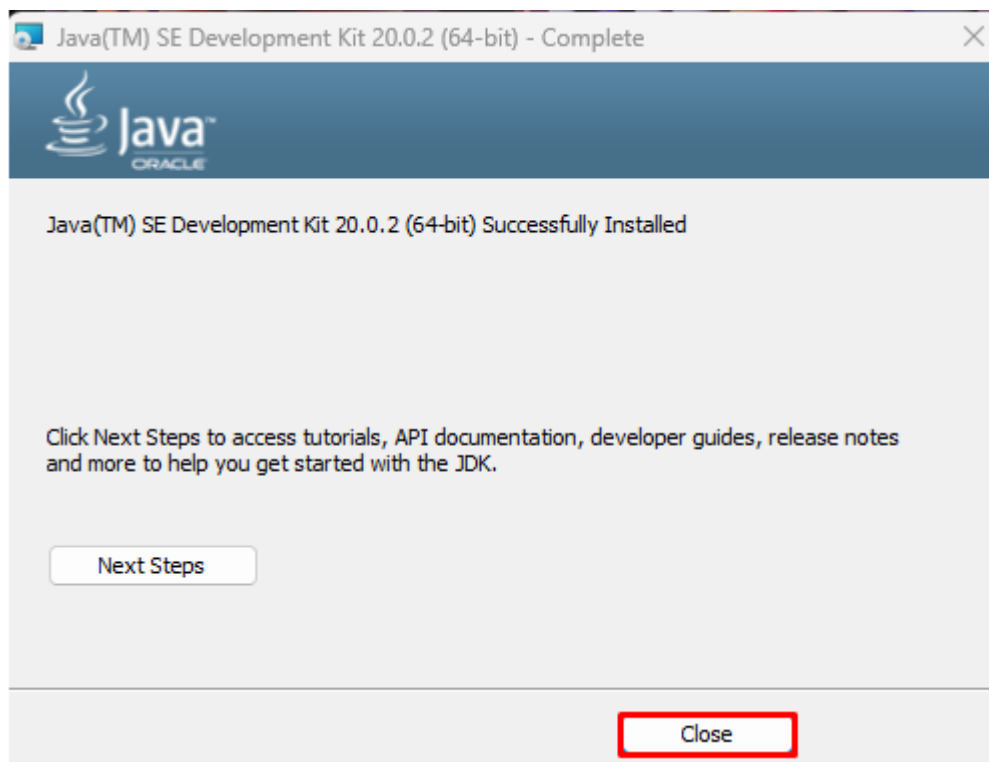 Java(TM) SE Development Kit 20.0.2 (64-bit) - Complete
Java™
ORACLE
Java(TM) SE Development Kit 20.0.2 (64-bit) Successfully Installed
Click Next Steps to access tutorials, API documentation, developer guides, release notes
and more to help you get started with the JDK.
Next Steps
Close